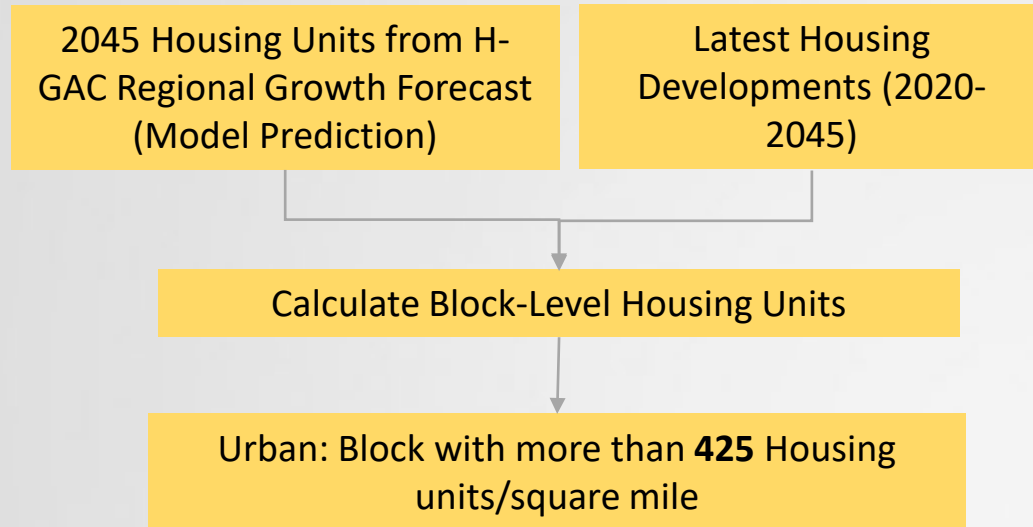 2045 Housing Units from H-
GAC Regional Growth Forecast
(Model Prediction)
Latest Housing
Developments (2020-
2045)
Calculate Block-Level Housing Units
Urban: Block with more than 425 Housing
units/square mile